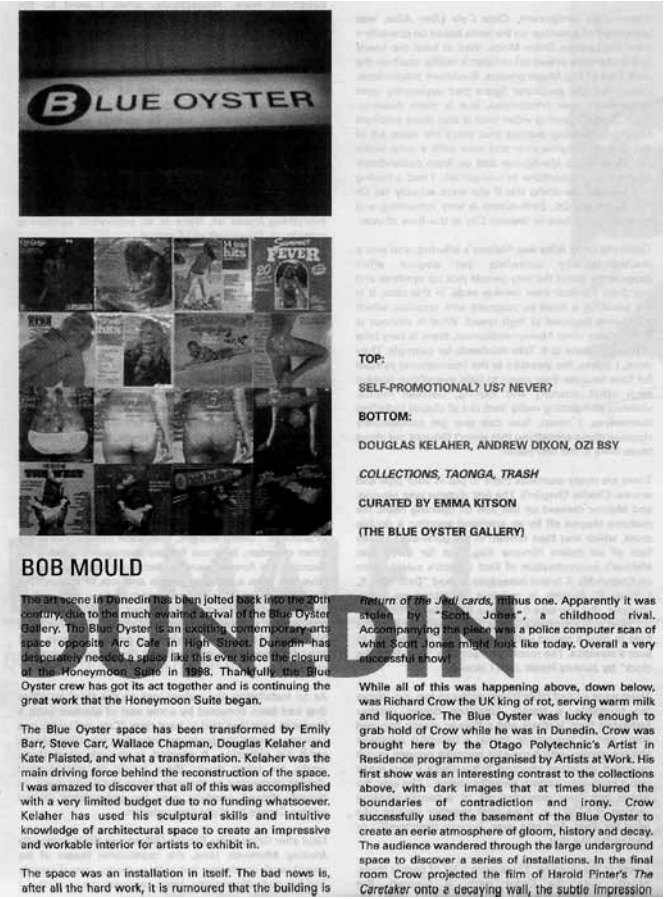 BLUE OYSTER
14 top
hits
Summer
FEVER
20
hits
THE WEST
TOP:
SELF-PROMOTIONAL? US? NEVER?
BOTTOM:
DOUGLAS KELAHER, ANDREW DIXON, OZI BSY
COLLECTIONS, TAONGA, TRASH
CURATED BY EMMA KITSON
(THE BLUE OYSTER GALLERY)
BOB MOULD
DUNEDIN
The art scene in Dunedin has been jolted back into the 20th
century, due to the much awaited arrival of the Blue Oyster
Gallery. The Blue Oyster is an exciting contemporary arts
space opposite Arc Cafe in High Street. Dunedin has
desperately needed a space like this ever since the closure
of the Honeymoon Suite in 1998. Thankfully the Blue
Oyster crew has got its act together and is continuing the
great work that the Honeymoon Suite began.
The Blue Oyster space has been transformed by Emily
Barr, Steve Carr, Wallace Chapman, Douglas Kelaher and
Kate Plaisted, and what a transformation. Kelaher was the
main driving force behind the reconstruction of the space.
I was amazed to discover that all of this was accomplished
with a very limited budget due to no funding whatsoever.
Kelaher has used his sculptural skills and intuitive
knowledge of architectural space to create an impressive
and workable interior for artists to exhibit in.
The space was an installation in itself. The bad news is,
after all the hard work, it is rumoured that the building is
Return of the Jedi cards, minus one. Apparently it was
stolen by "Scott Jones", a childhood rival.
Accompanying the piece was a police computer scan of
what Scott Jones might look like today. Overall a very
successful show!
While all of this was happening above, down below,
was Richard Crow the UK king of rot, serving warm milk
and liquorice. The Blue Oyster was lucky enough to
grab hold of Crow while he was in Dunedin. Crow was
brought here by the Otago Polytechnic's Artist in
Residence programme organised by Artists at Work. His
first show was an interesting contrast to the collections
above, with dark images that at times blurred the
boundaries of contradiction and irony. Crow
successfully used the basement of the Blue Oyster to
create an eerie atmosphere of gloom, history and decay.
The audience wandered through the large underground
space to discover a series of installations. In the final
room Crow projected the film of Harold Pinter's The
Caretaker onto a decaying wall, the subtle impression